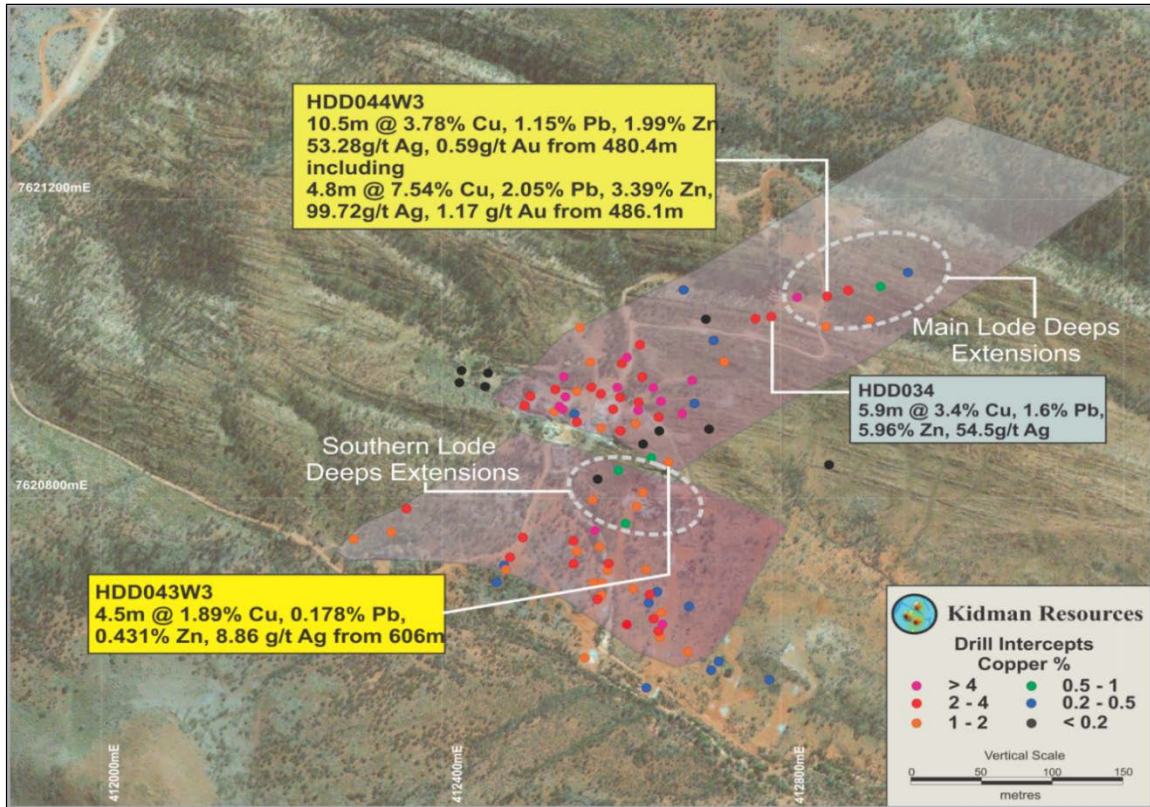 HDD044W3
10.5m @ 3.78% Cu, 1.15% Pb, 1.99% Zn,
53.28g/t Ag, 0.59g/t Au from 480.4m
including
4.8m @ 7.54% Cu, 2.05% Pb, 3.39% Zn,
99.72g/t Ag, 1.17 g/t Au from 486.1m
7621200mE
Main Lode Deeps
Extensions
HDD034
5.9m @ 3.4% Cu, 1.6% Pb,
5.96% Zn, 54.5g/t Ag
Southern Lode
Deeps Extensions
7620800mE
HDD043W3
4.5m @ 1.89% Cu, 0.178% Pb,
0.431% Zn, 8.86 g/t Ag from 606m
412000mE
412400mE
412800mE
Kidman Resources
Drill Intercepts
Copper %
> 4
2 - 4
1 - 2
0.5 - 1
0.2 - 0.5
< 0.2
Vertical Scale
0 50 100 150
metres